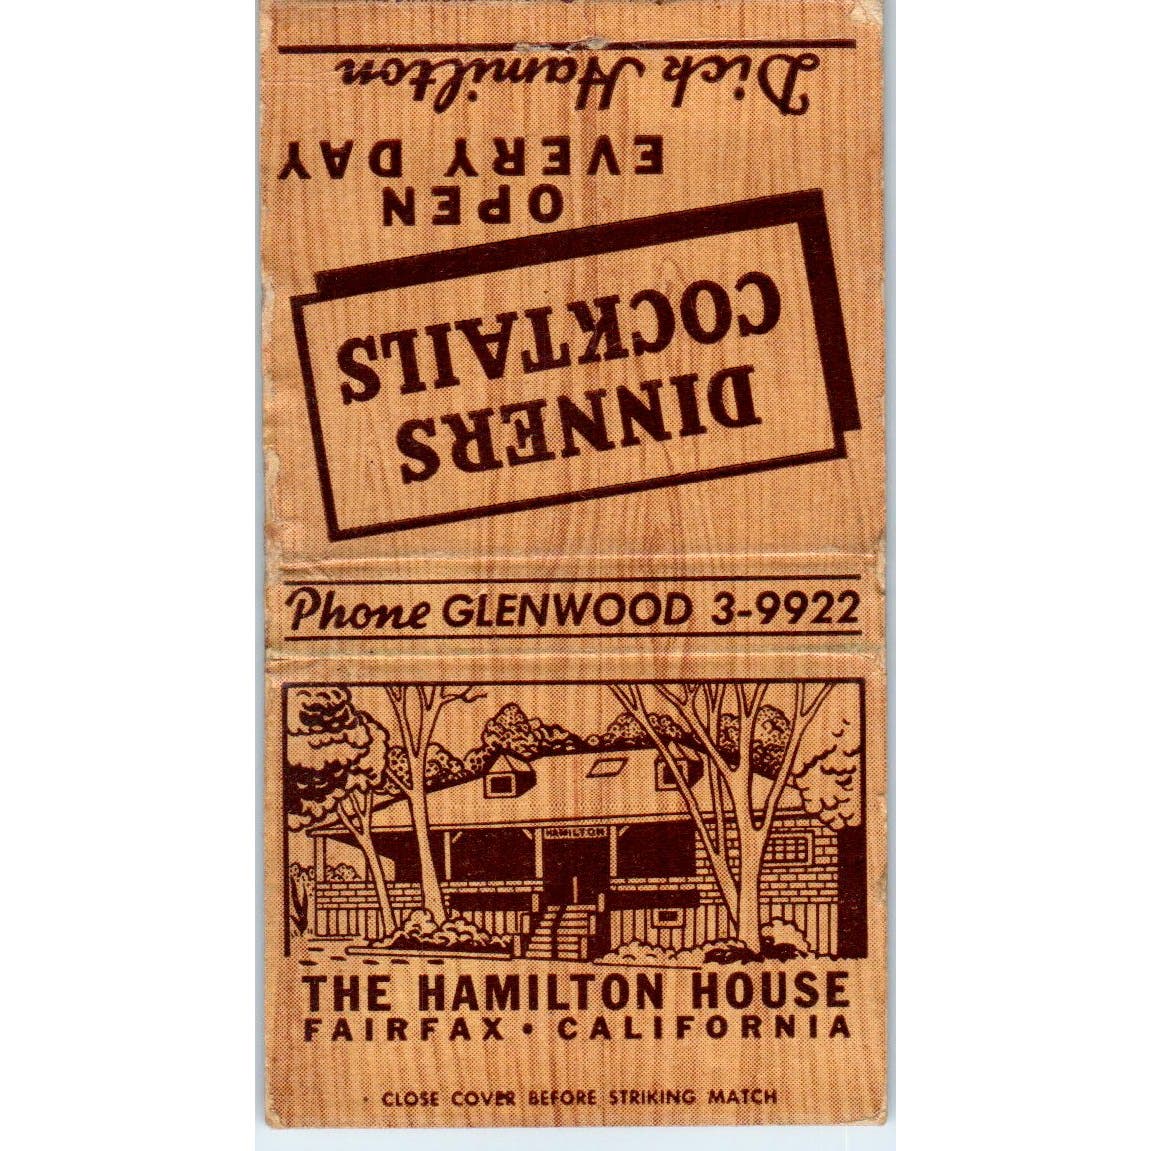 Dick Hamilton
OPEN
EVERY DAY
DINNERS
COCKTAILS
Phone GLENWOOD 3-9922
HAMILTON
THE HAMILTON HOUSE
FAIRFAX • CALIFORNIA
CLOSE COVER BEFORE STRIKING MATCH